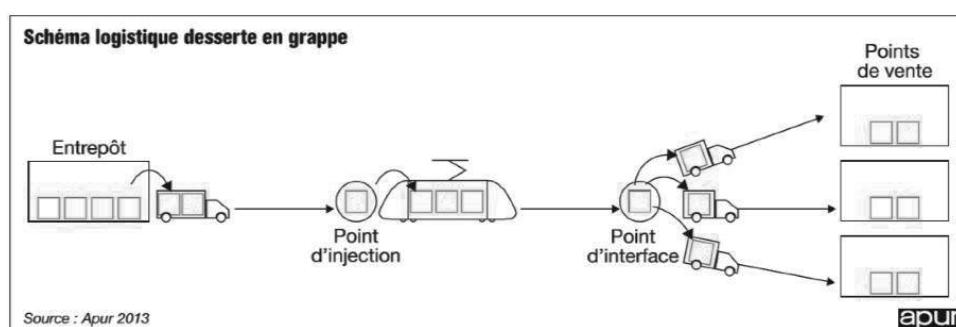 Schéma logistique desserte en grappe
Points
de vente
Entrepôt
Point
d'injection
Point
d'interface
Source : Apur 2013
apur